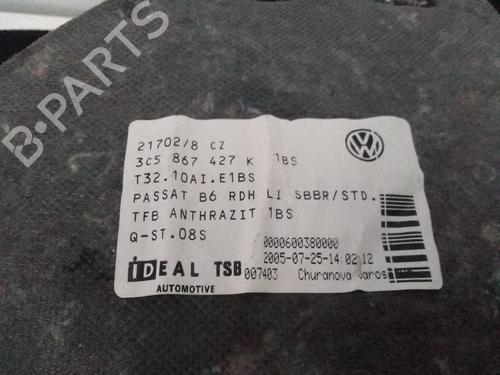 21702/8 CZ
3C5 867 427 K 1BS
T32.10AI.E1BS
PASSAT B6 RDH LI SBBR/STD.
TFB ANTHRAZIT 1BS
Q-ST.08S
0000600380000
2005-07-25-14:02:12
IDEAL TSB 007403 Churanova Jaros
AUTOMOTIVE
B-PARTS